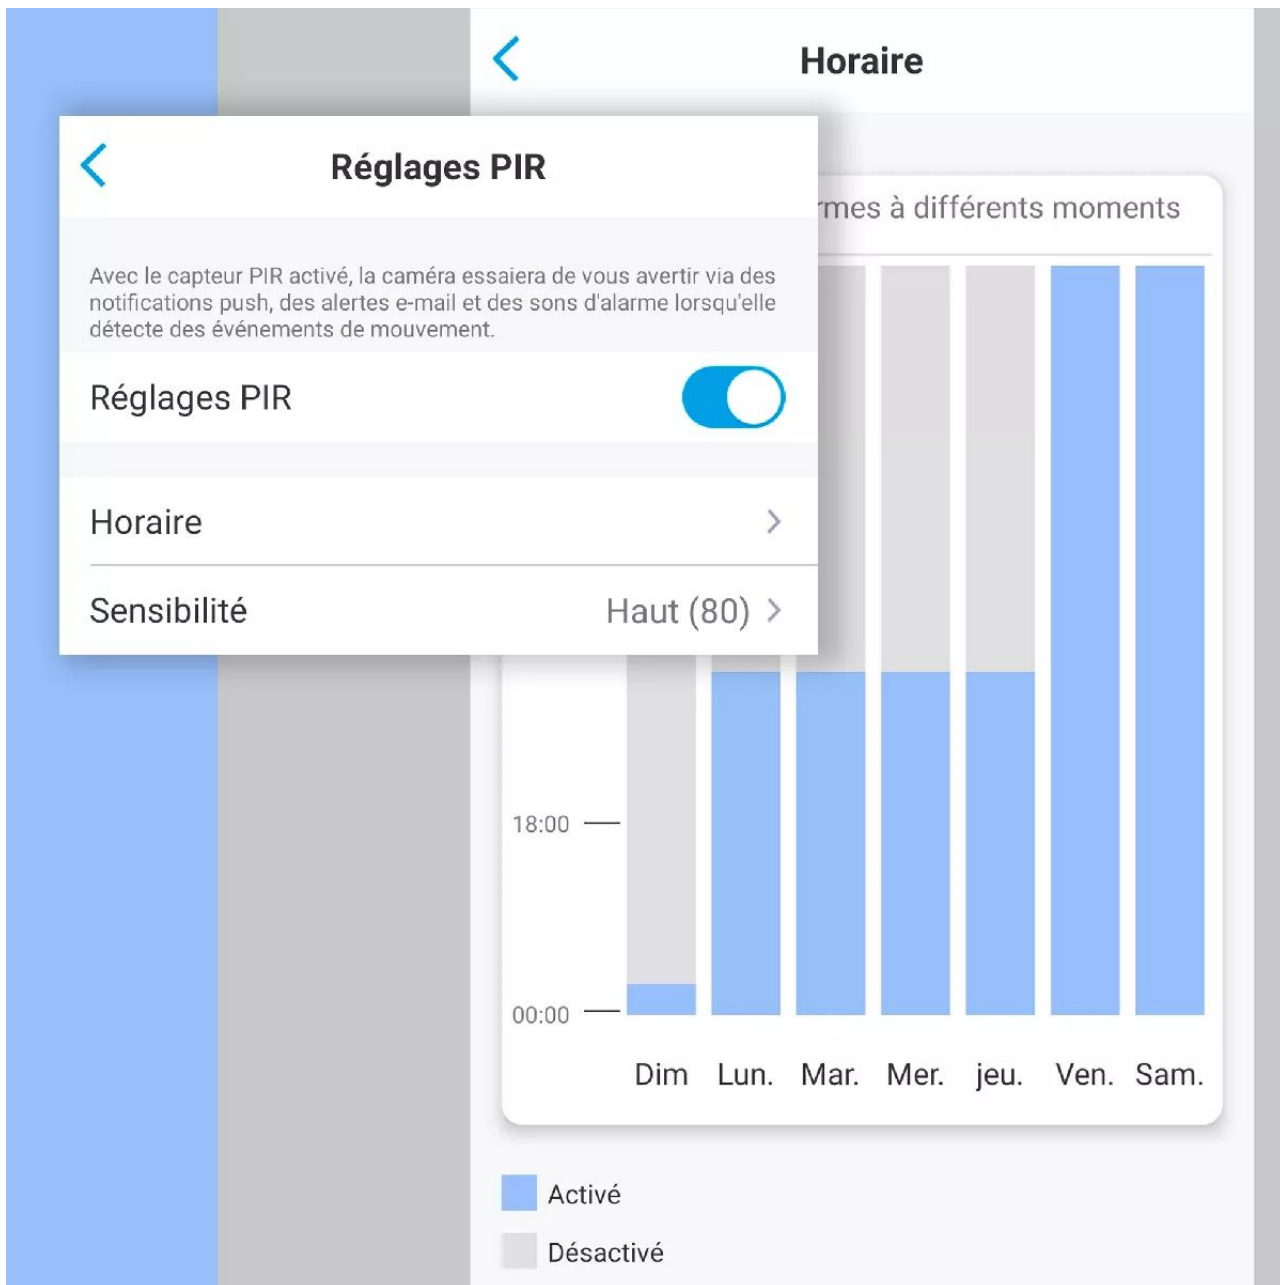 Horaire
Réglages PIR
rmes à différents moments
Avec le capteur PIR activé, la caméra essaiera de vous avertir via des
notifications push, des alertes e-mail et des sons d'alarme lorsqu'elle
détecte des événements de mouvement.
Réglages PIR
Horaire
Sensibilité Haut (80)
18:00
00:00
Dim Lun. Mar. Mer. jeu. Ven. Sam.
Activé
Désactivé